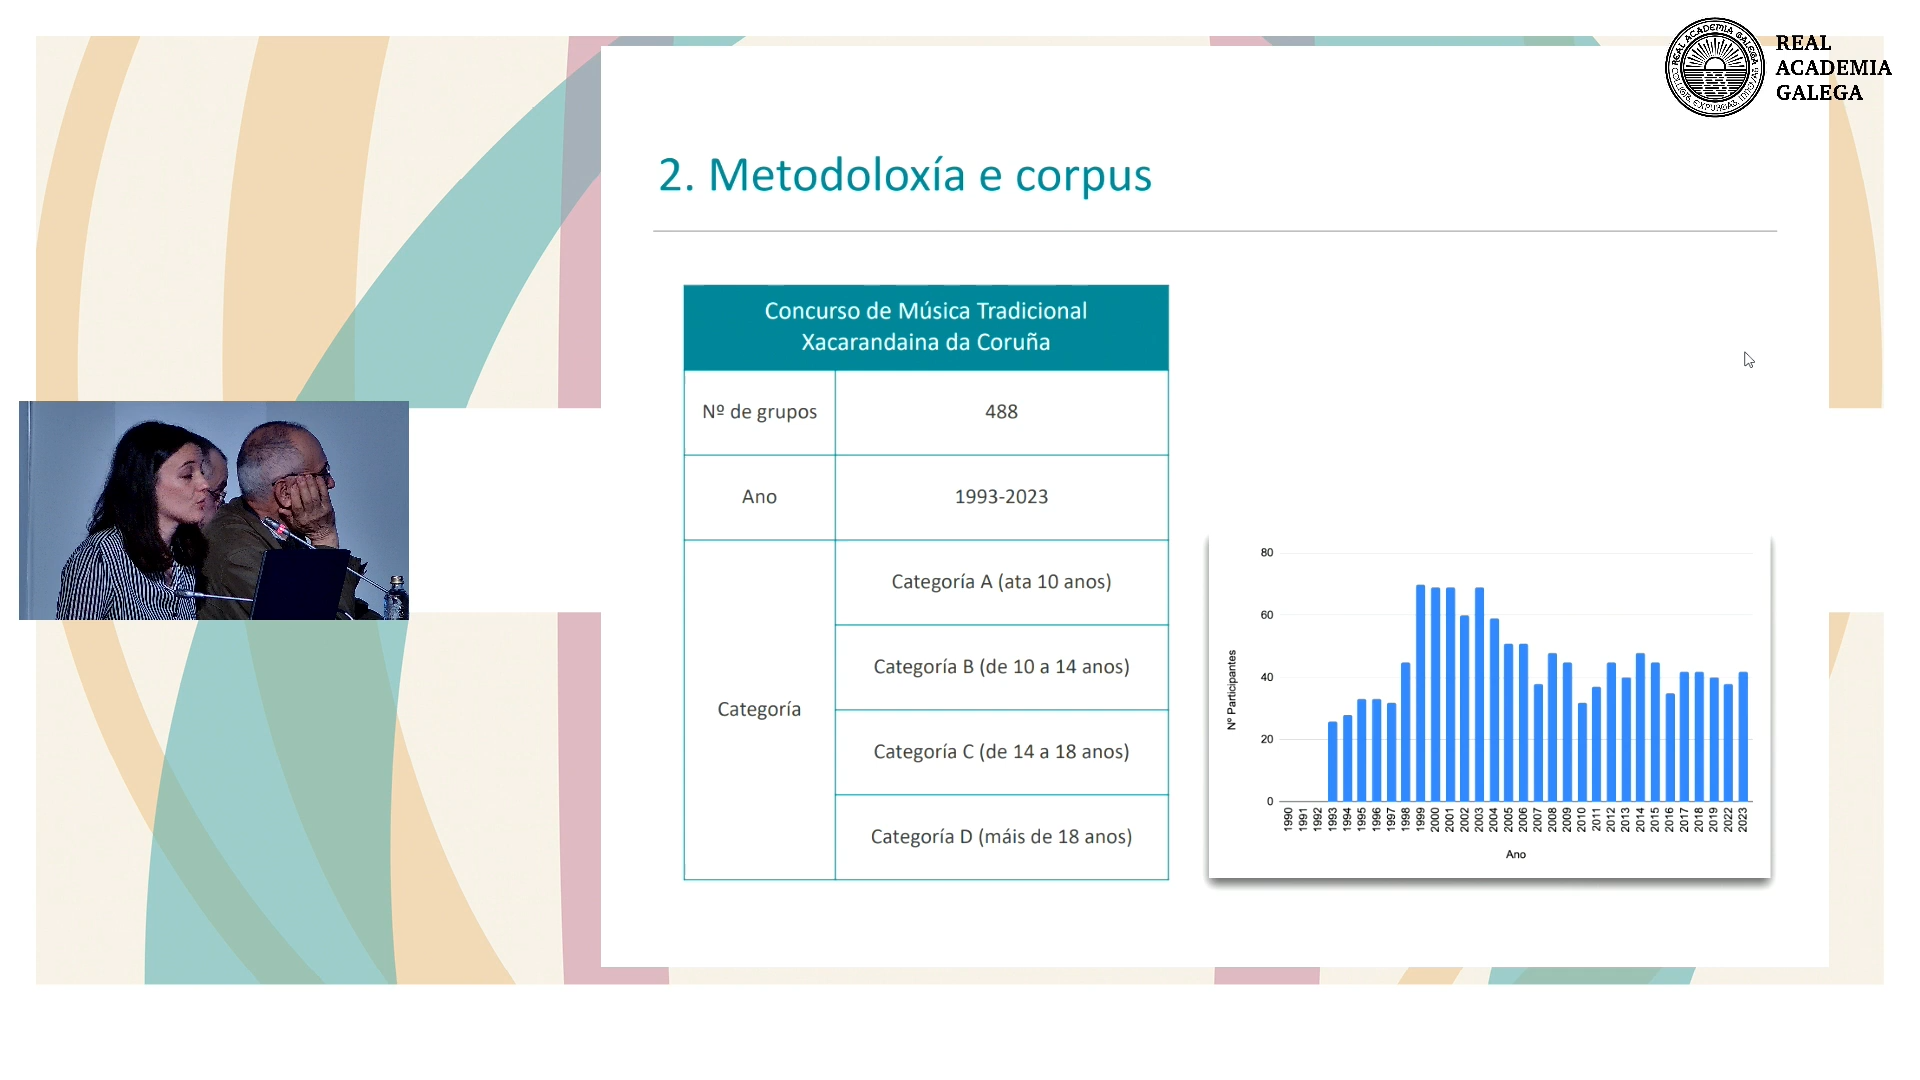 REAL
ACADEMIA
GALEGA
REAL ACADEMIA GALEGA
2. Metodoloxía e corpus
Concurso de Música Tradicional
Xacarandaina da Coruña
Nº de grupos
488
Ano
1993-2023
Categoría
Categoría A (ata 10 anos)
Categoría B (de 10 a 14 anos)
Categoría C (de 14 a 18 anos)
Categoría D (máis de 18 anos)
Nº Participantes
80
60
40
20
0
1990
1991
1992
1993
1994
1995
1996
1997
1998
1999
2000
2001
2002
2003
2004
2005
2006
2007
2008
2009
2010
2011
2012
2013
2014
2015
2016
2017
2018
2019
2022
2023
Ano